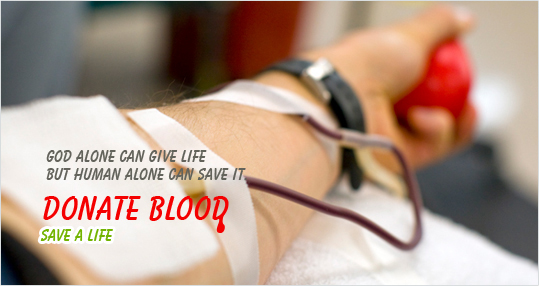 GOD ALONE CAN GIVE LIFE
BUT HUMAN ALONE CAN SAVE IT.
DONATE BLOOD
SAVE A LIFE